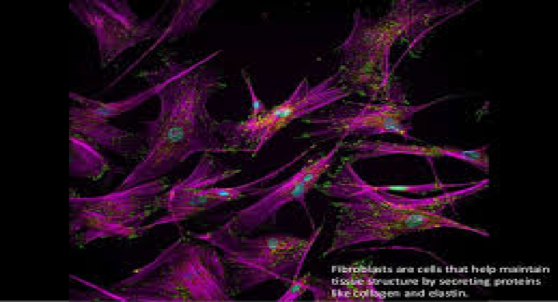 Fibroblasts are cells that help maintain
tissue structure by secreting proteins
like collagen and elastin.